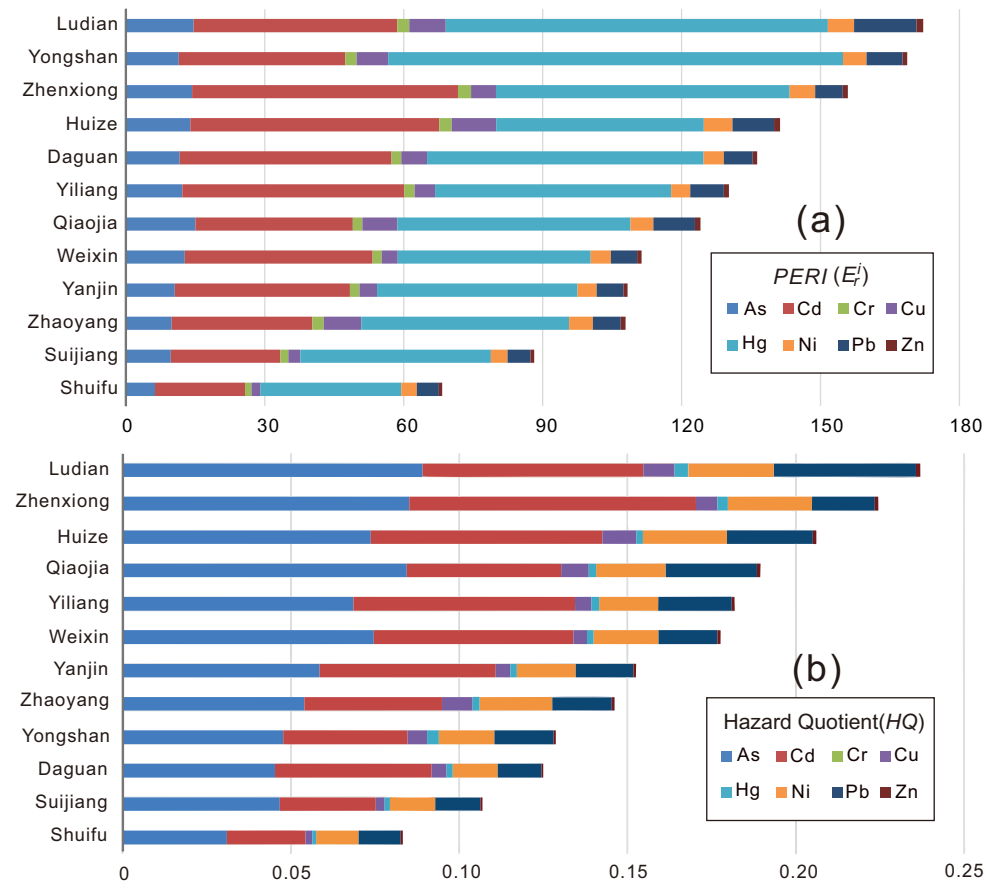 Ludian
Yongshan
Zhenxiong
Huize
Daguan
Yiliang
Qiaojia
Weixin
Yanjin
Zhaoyang
Suijiang
Shuifu
(a)
PERI (E_r^i)
As Cd Cr Cu
Hg Ni Pb Zn
0 30 60 90 120 150 180
Ludian
Zhenxiong
Huize
Qiaojia
Yiliang
Weixin
Yanjin
Zhaoyang
Yongshan
Daguan
Suijiang
Shuifu
(b)
Hazard Quotient(HQ)
As Cd Cr Cu
Hg Ni Pb Zn
0 0.05 0.10 0.15 0.20 0.25